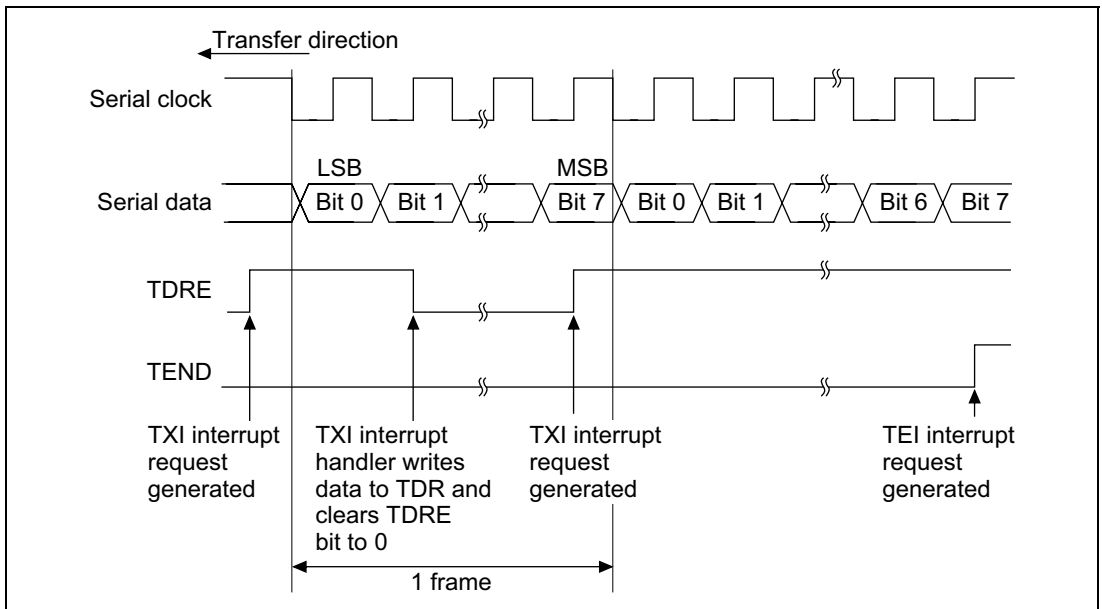 Transfer direction
Serial clock
LSB MSB
Serial data Bit 0 Bit 1 Bit 7 Bit 0 Bit 1 Bit 6 Bit 7
TDRE
TEND
TXI interrupt
request
generated
TXI interrupt
handler writes
data to TDR and
clears TDRE
bit to 0
TXI interrupt
request
generated
TEI interrupt
request
generated
1 frame